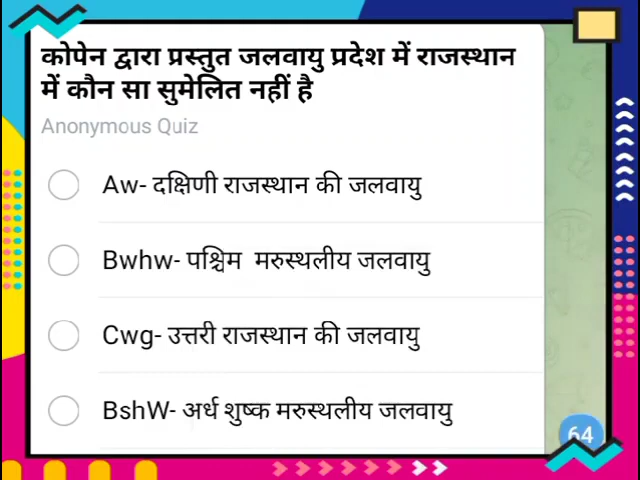 कोपेन द्वारा प्रस्तुत जलवायु प्रदेश में राजस्थान
में कौन सा सुमेलित नहीं है
Anonymous Quiz
Aw- दक्षिणी राजस्थान की जलवायु
Bwhw- पश्चिम मरुस्थलीय जलवायु
Cwg- उत्तरी राजस्थान की जलवायु
BshW- अर्ध शुष्क मरुस्थलीय जलवायु
64